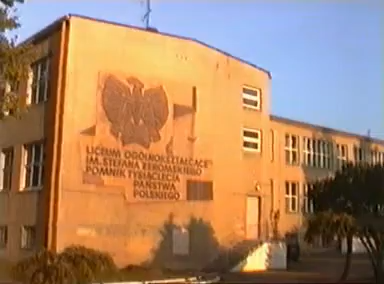 LICEUM OGÓLNOKSZTAŁCĄCE
IM. STEFANA ŻEROMSKIEGO
POMNIK TYSIĄCLECIA
PAŃSTWA
POLSKIEGO